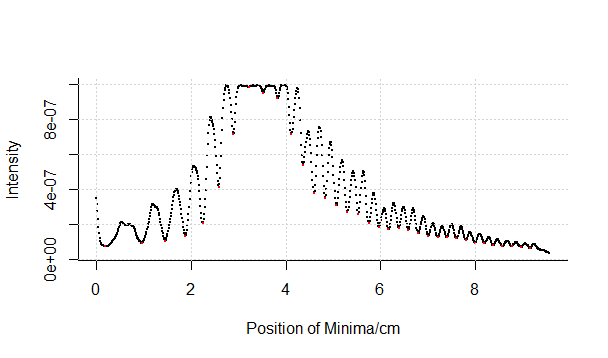 Intensity
8e-07
4e-07
0e+00
0 2 4 6 8
Position of Minima/cm